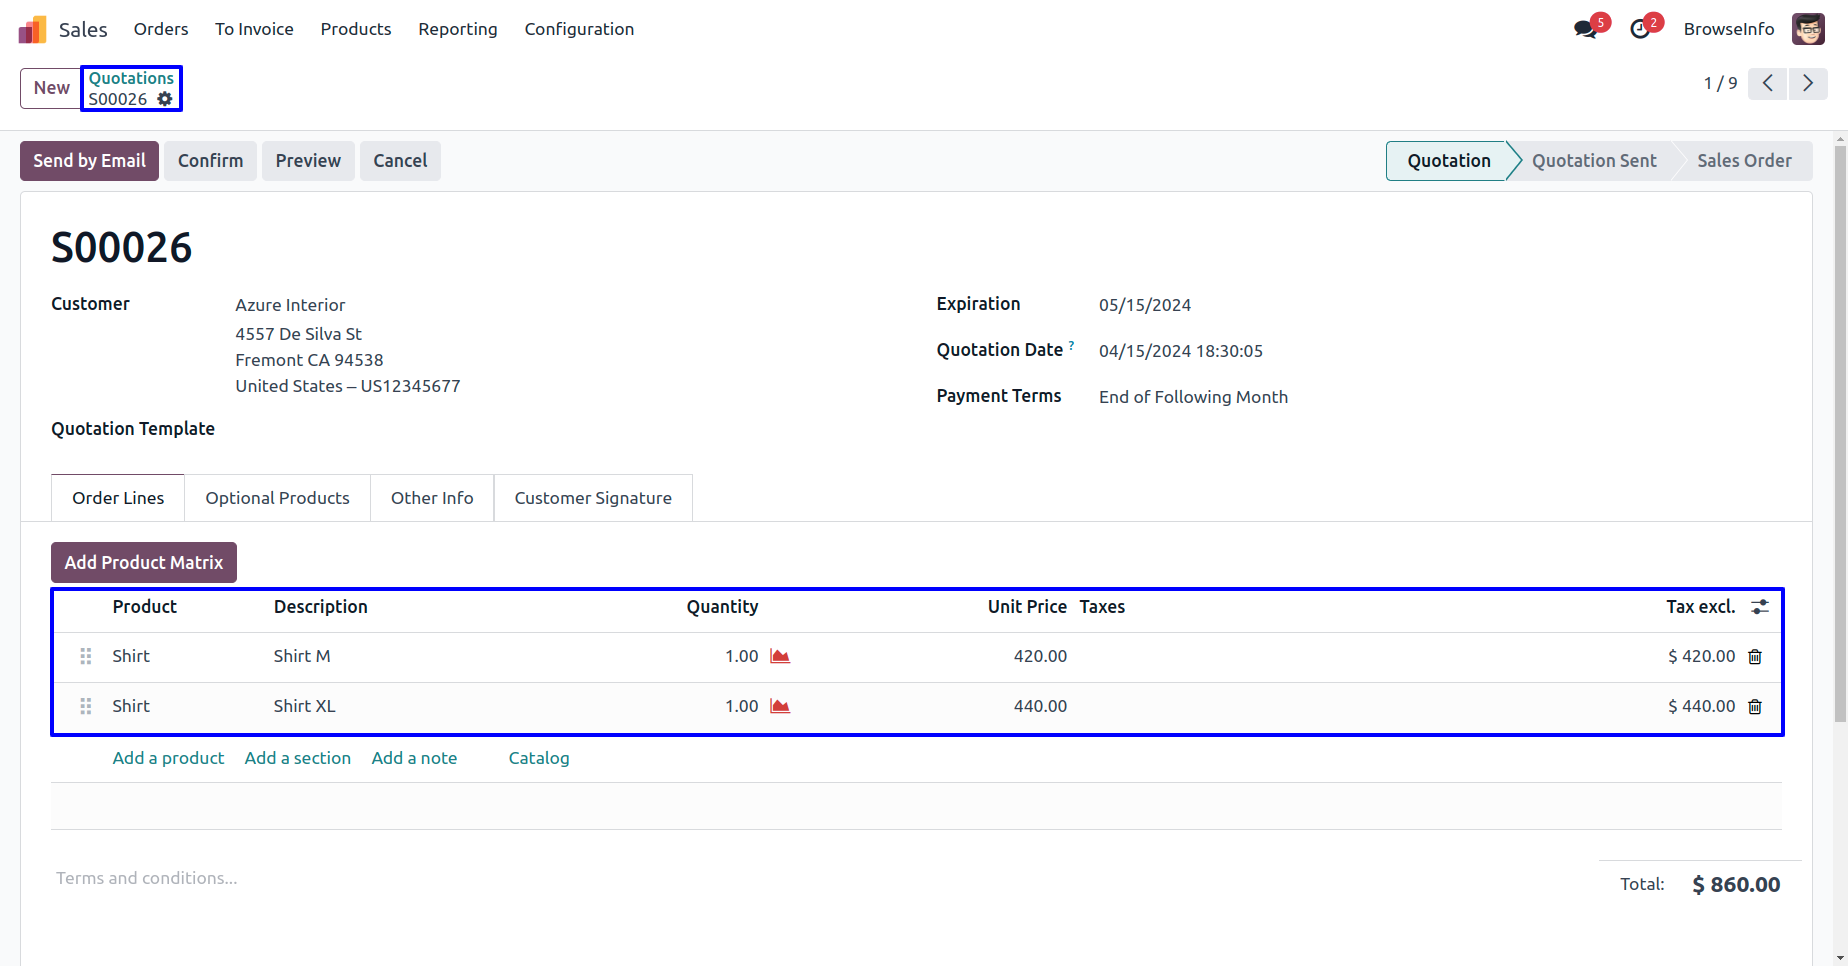 Sales Orders To Invoice Products Reporting Configuration 5 2 BrowseInfo
New Quotations
S00026
1 / 9
Send by Email Confirm Preview Cancel Quotation Quotation Sent Sales Order
S00026
Customer Azure Interior
4557 De Silva St
Fremont CA 94538
United States – US12345677
Quotation Template
Expiration 05/15/2024
Quotation Date ? 04/15/2024 18:30:05
Payment Terms End of Following Month
Order Lines Optional Products Other Info Customer Signature
Add Product Matrix
Product Description Quantity Unit Price Taxes Tax excl.
Shirt Shirt M 1.00 420.00 $ 420.00
Shirt Shirt XL 1.00 440.00 $ 440.00
Add a product Add a section Add a note Catalog
Terms and conditions...
Total: $ 860.00